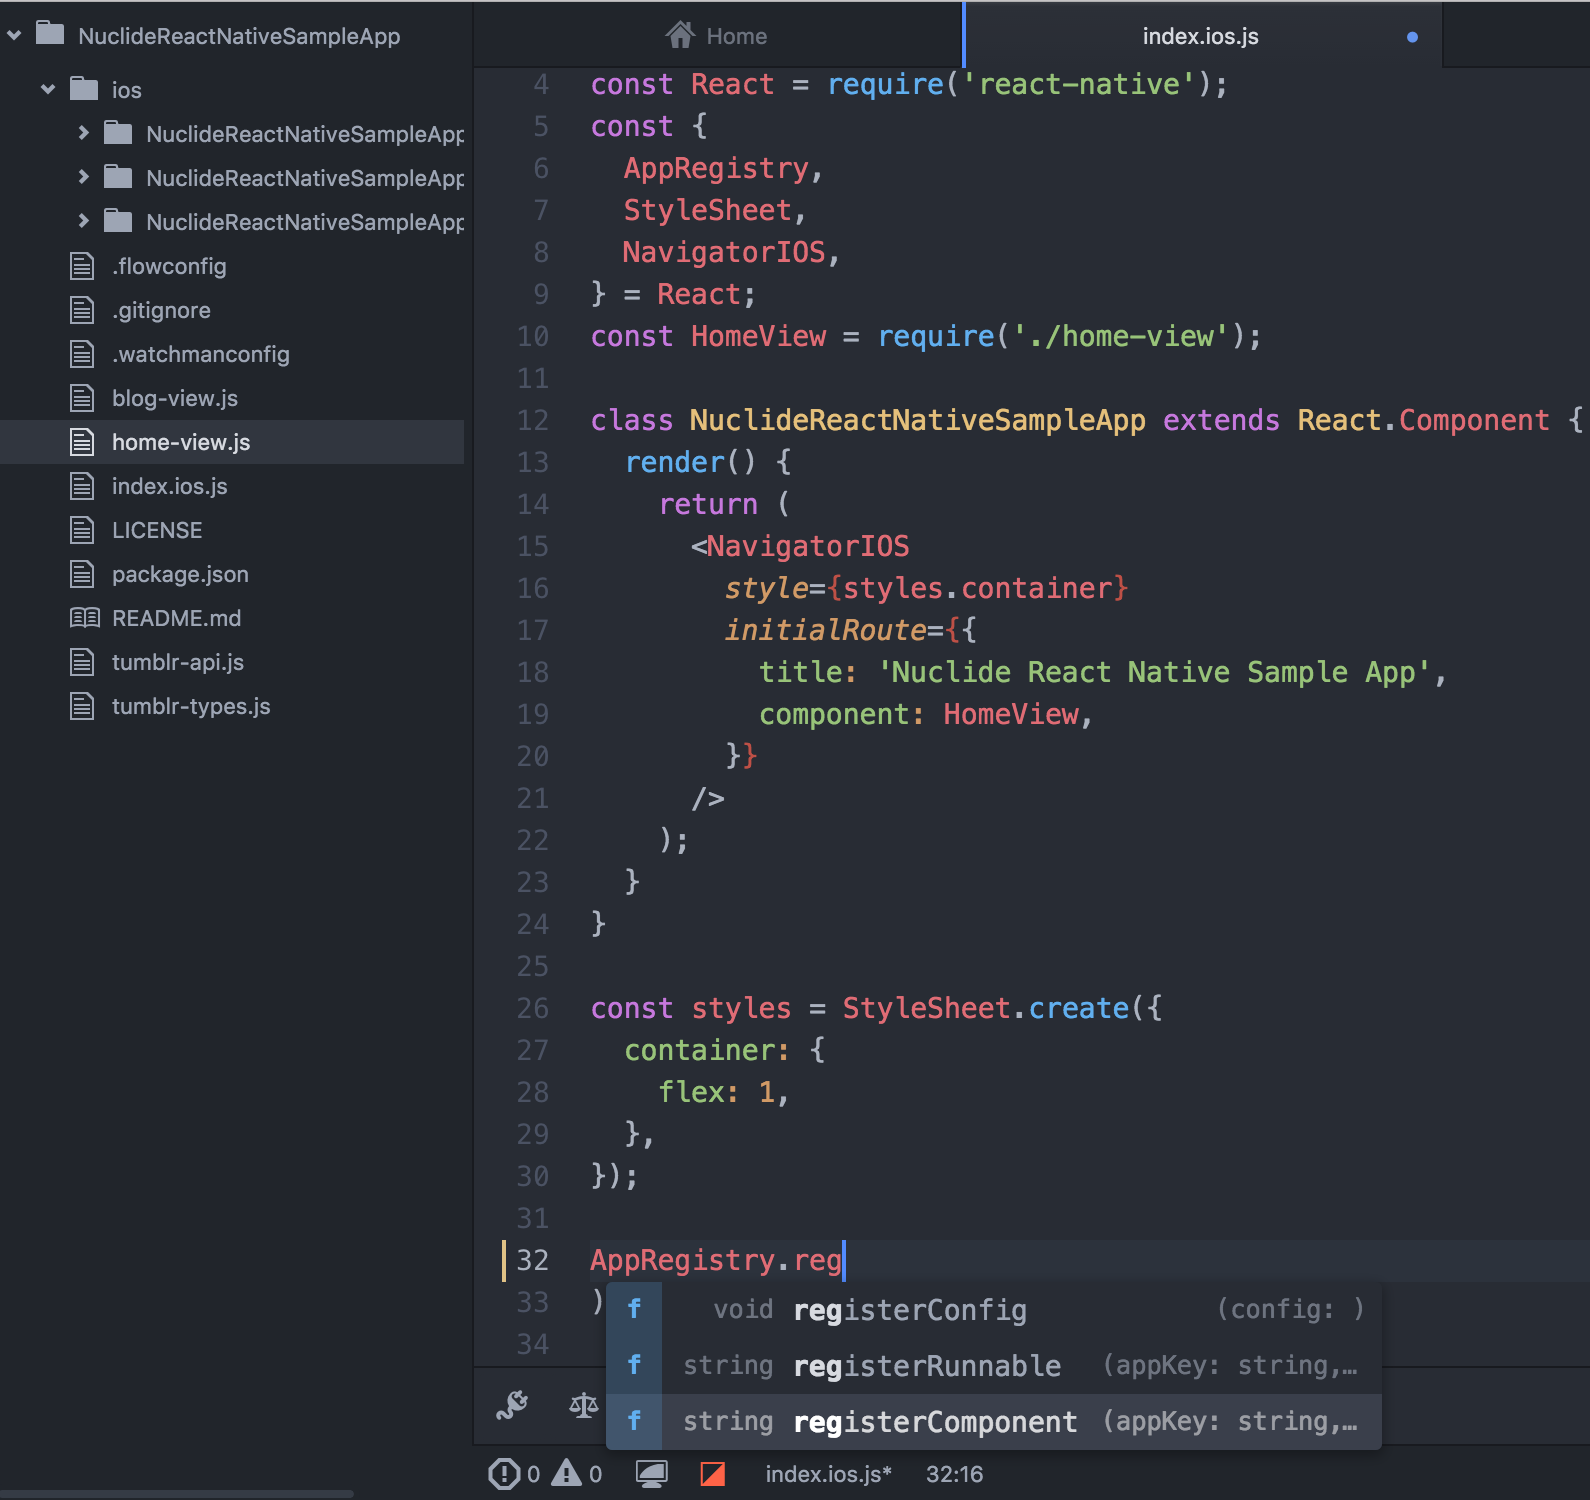 NuclideReactNativeSampleApp
ios
NuclideReactNativeSampleApp
NuclideReactNativeSampleApp
NuclideReactNativeSampleApp
.flowconfig
.gitignore
.watchmanconfig
blog-view.js
home-view.js
index.ios.js
LICENSE
package.json
README.md
tumblr-api.js
tumblr-types.js
Home
index.ios.js
4 const React = require('react-native');
5 const {
6 AppRegistry,
7 StyleSheet,
8 NavigatorIOS,
9 } = React;
10 const HomeView = require('./home-view');
11
12 class NuclideReactNativeSampleApp extends React.Component {
13 render() {
14 return (
15 <NavigatorIOS
16 style={styles.container}
17 initialRoute={{
18 title: 'Nuclide React Native Sample App',
19 component: HomeView,
20 }}
21 />
22 );
23 }
24 }
25
26 const styles = StyleSheet.create({
27 container: {
28 flex: 1,
29 },
30 });
31
32 AppRegistry.reg
33 )
34
f void registerConfig (config: )
f string registerRunnable (appKey: string,…
f string registerComponent (appKey: string,…
0 0 index.ios.js* 32:16